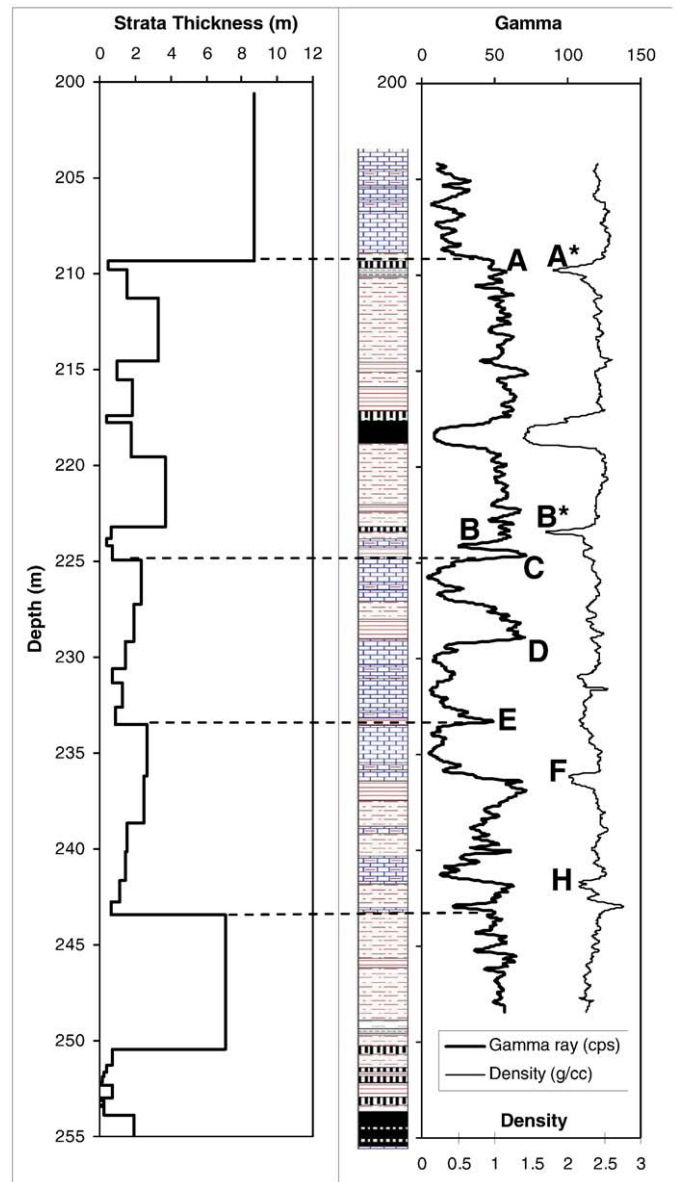 Strata Thickness (m)
0 2 4 6 8 10 12
Gamma
0 50 100 150
200
205
210
215
220
225
230
235
240
245
250
255
Depth (m)
200
A
A*
B
B*
C
D
E
F
H
Gamma ray (cps)
Density (g/cc)
Density
0 0.5 1 1.5 2 2.5 3